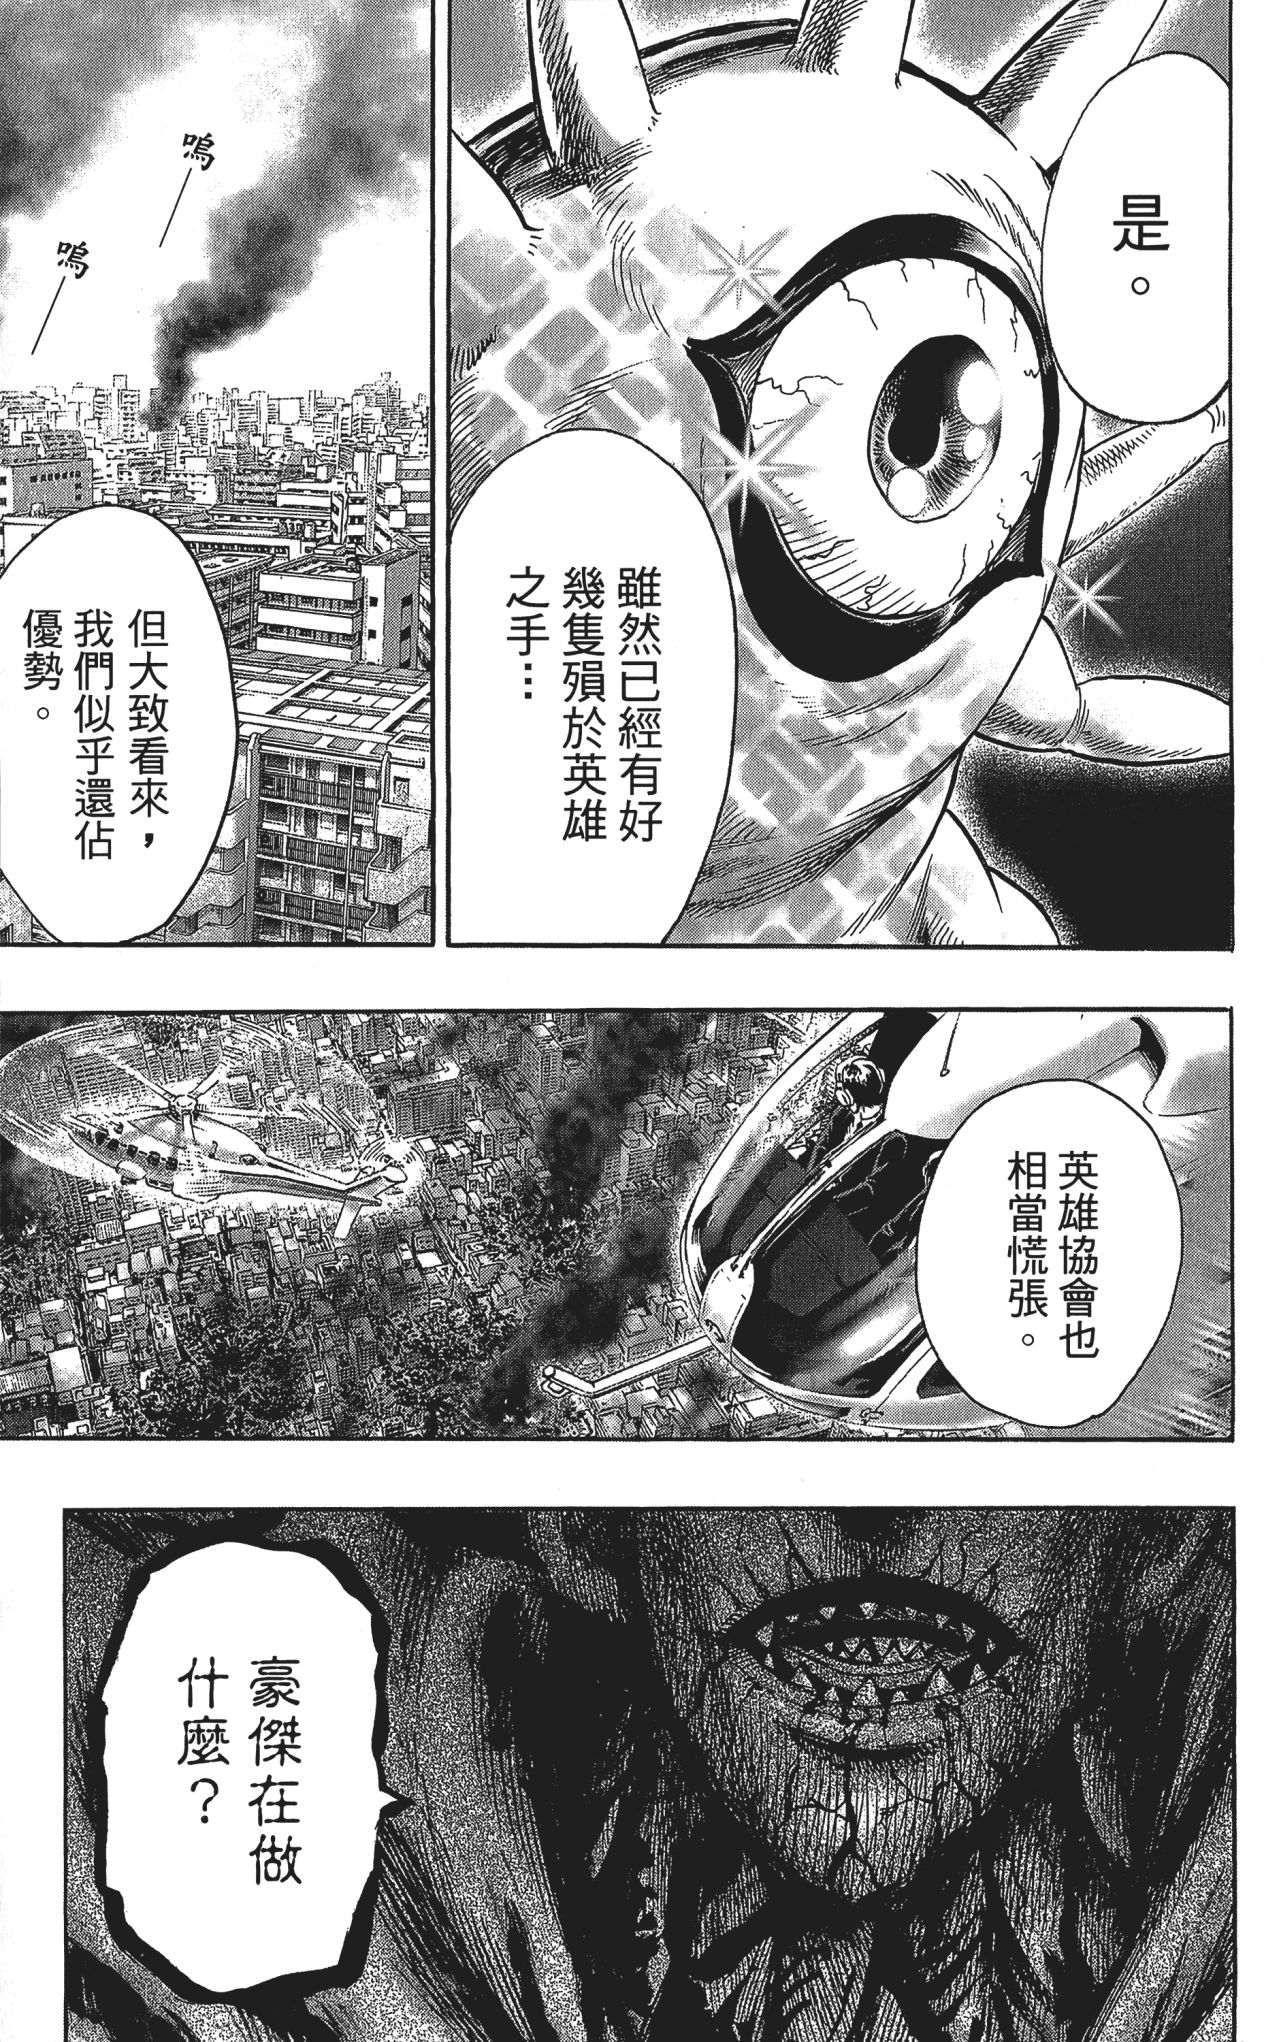 是。
雖然已經有好
幾隻殞於英雄
之手⋯
嗚
嗚
但大致看來，
我們似乎還佔
優勢。
英雄協會也
相當慌張。
豪傑在做
什麼？